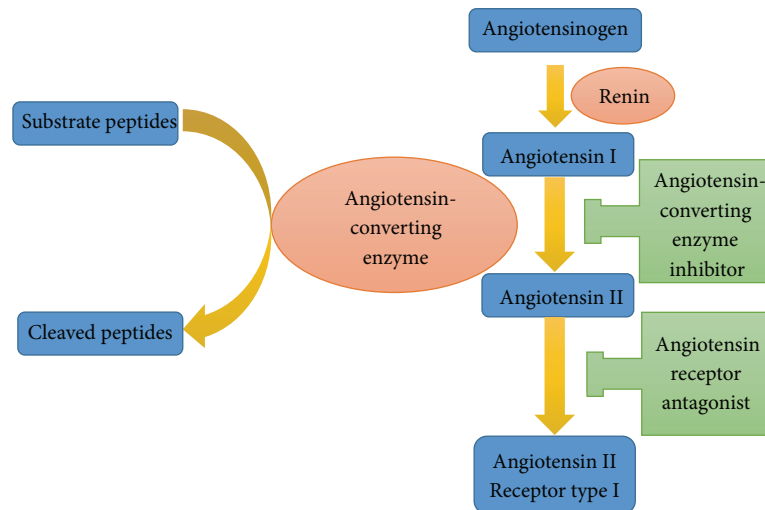 Angiotensinogen
Renin
Substrate peptides
Angiotensin I
Angiotensin-
converting
enzyme
Angiotensin-
converting
enzyme
inhibitor
Angiotensin II
Cleaved peptides
Angiotensin
receptor
antagonist
Angiotensin II
Receptor type I